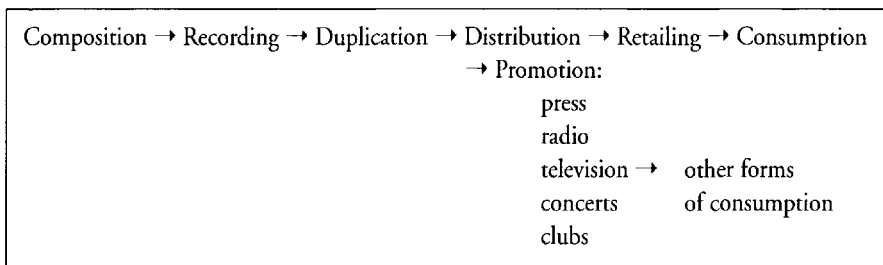 Composition → Recording → Duplication → Distribution → Retailing → Consumption
→ Promotion:
press
radio
television → other forms
concerts of consumption
clubs